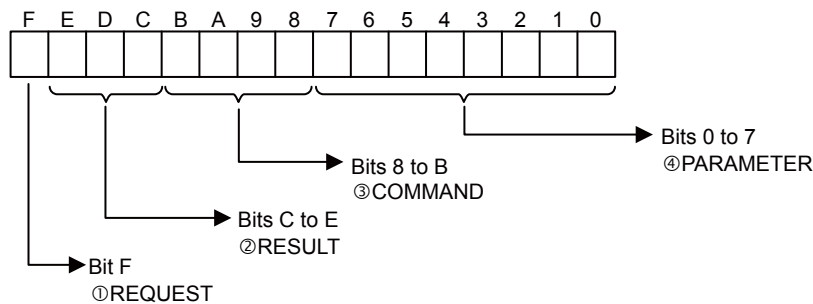 F E D C B A 9 8 7 6 5 4 3 2 1 0
Bits 0 to 7
④PARAMETER
Bits 8 to B
③COMMAND
Bits C to E
②RESULT
Bit F
①REQUEST